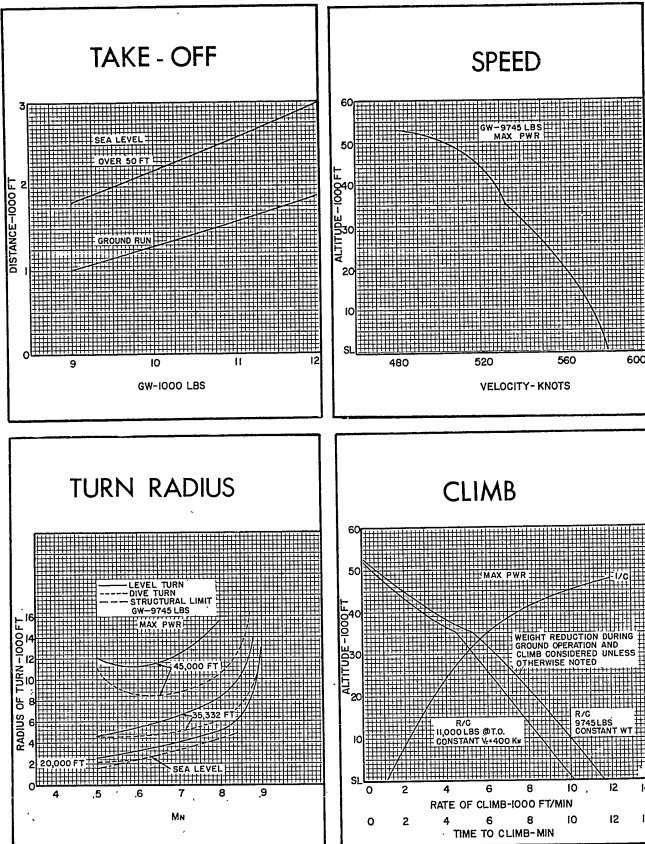 TAKE-OFF
3
2
1
0
DISTANCE-1000 FT
SEA LEVEL
OVER 50 FT
GROUND RUN
9 10 11 12
GW-1000 LBS
SPEED
60
50
40
30
20
10
SL
ALTITUDE-1000 FT
GW-9745 LBS
MAX PWR
480 520 560 600
VELOCITY-KNOTS
TURN RADIUS
16
14
12
10
8
6
4
2
0
RADIUS OF TURN-1000 FT
LEVEL TURN
DIVE TURN
STRUCTURAL LIMIT
GW-9745 LBS
MAX PWR
45,000 FT
35,332 FT
20,000 FT
SEA LEVEL
.4 .5 .6 .7 .8 .9
MN
CLIMB
60
50
40
30
20
10
SL
ALTITUDE-1000 FT
MAX PWR
WEIGHT REDUCTION DURING
GROUND OPERATION AND
CLIMB CONSIDERED UNLESS
OTHERWISE NOTED
R/C
11,000 LBS @ T.O.
R/C
9745 LBS
CONSTANT WT
0 2 4 6 8 10 12
RATE OF CLIMB-1000 FT/MIN
0 2 4 6 8 10 12
TIME TO CLIMB-MIN